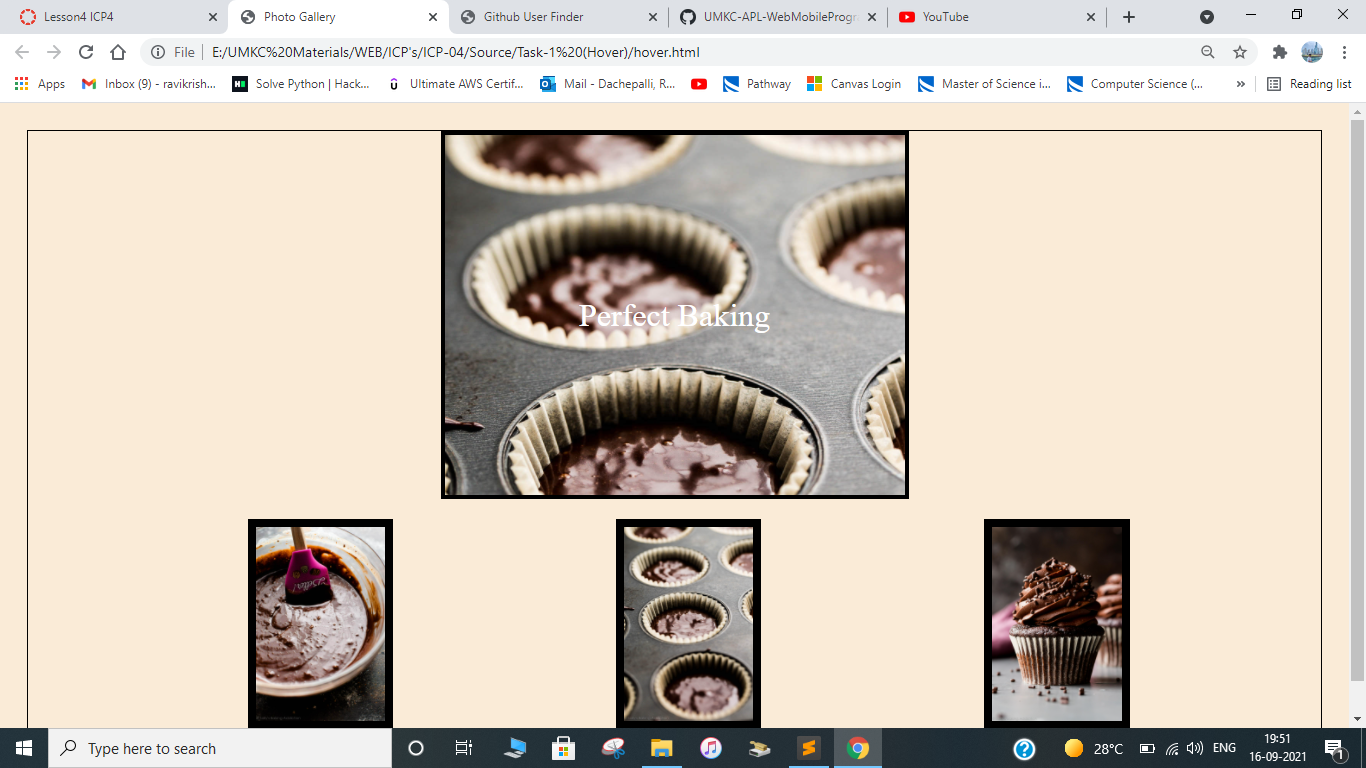 Lesson4 ICP4
Photo Gallery
Github User Finder
UMKC-APL-WebMobileProgr
YouTube
File
E:/UMKC%20Materials/WEB/ICP's/ICP-04/Source/Task-1%20(Hover)/hover.html
Apps
Inbox (9) - ravikrish...
Solve Python | Hack...
Ultimate AWS Certif...
Mail - Dachepalli, R...
Pathway
Canvas Login
Master of Science i...
Computer Science (...
»
Reading list
Perfect Baking
Type here to search
28°C
ENG
19:51
16-09-2021
1